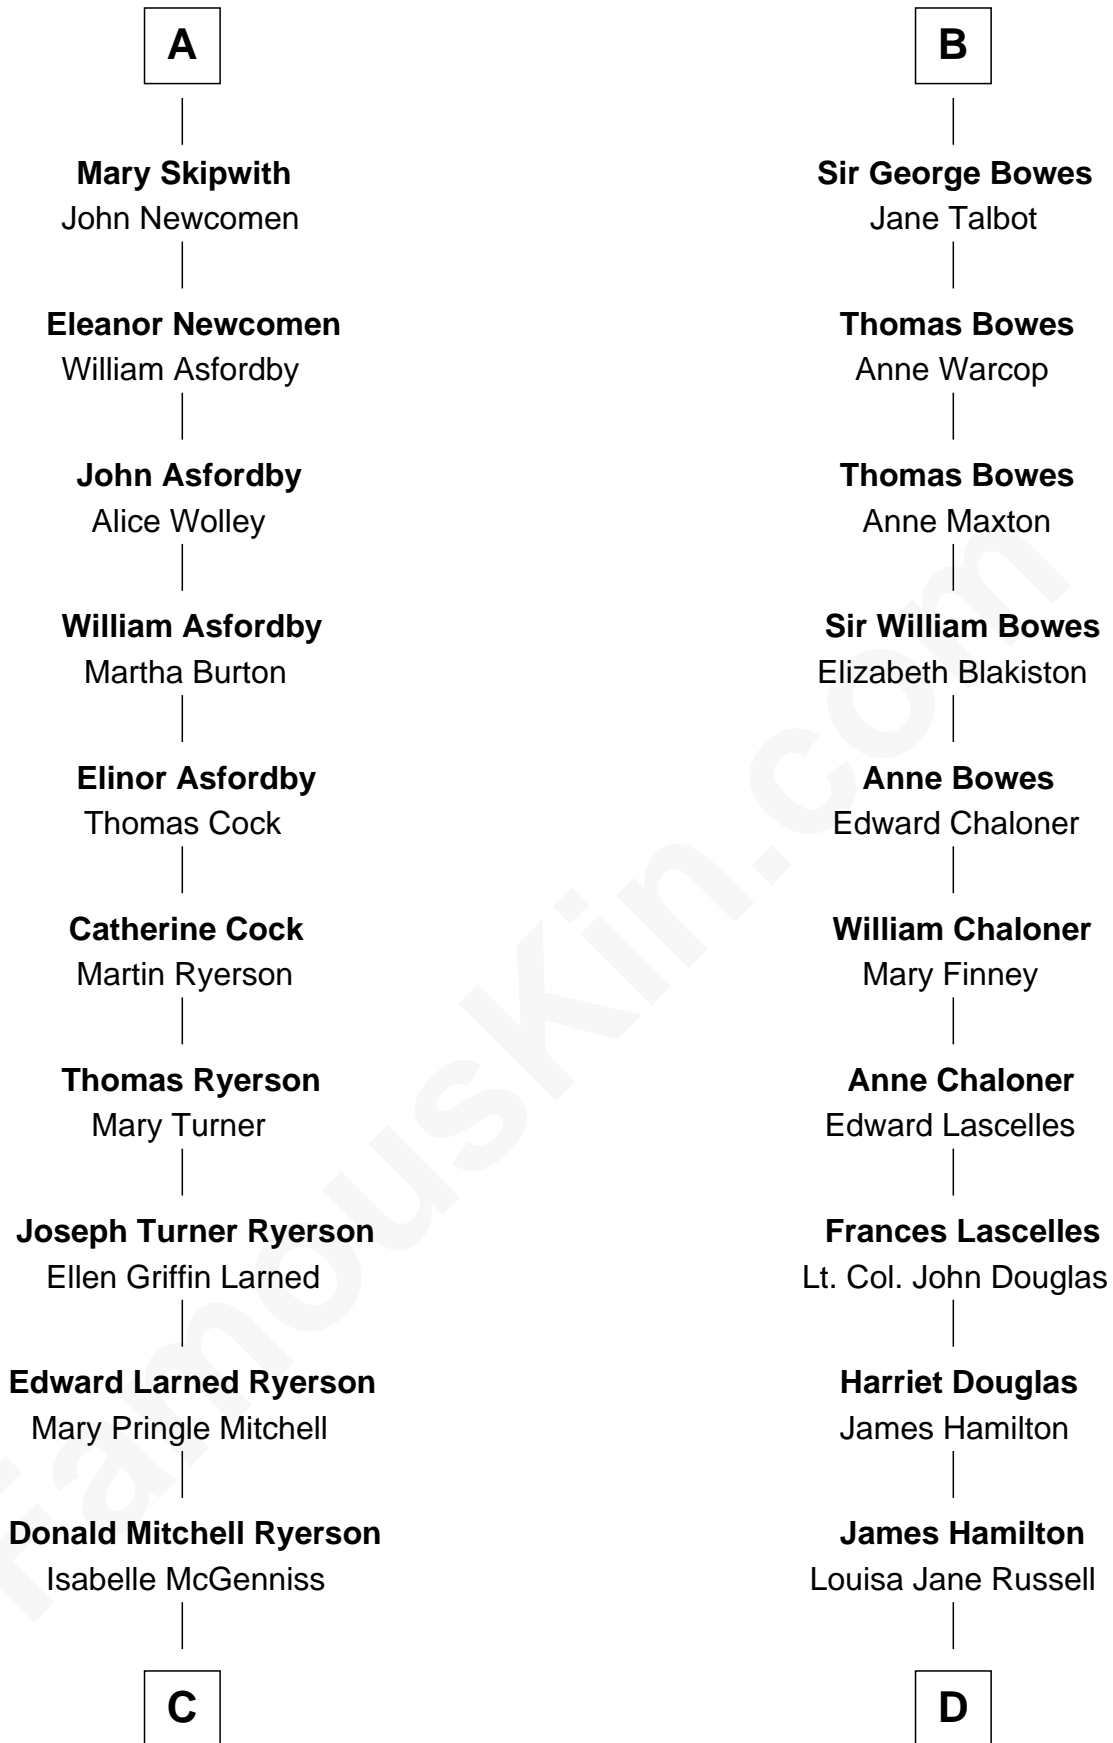 A
Mary Skipwith
John Newcomen
Eleanor Newcomen
William Asfordby
John Asfordby
Alice Wolley
William Asfordby
Martha Burton
Elinor Asfordby
Thomas Cock
Catherine Cock
Martin Ryerson
Thomas Ryerson
Mary Turner
Joseph Turner Ryerson
Ellen Griffin Larned
Edward Larned Ryerson
Mary Pringle Mitchell
Donald Mitchell Ryerson
Isabelle McGenniss
C
B
Sir George Bowes
Jane Talbot
Thomas Bowes
Anne Warcop
Thomas Bowes
Anne Maxton
Sir William Bowes
Elizabeth Blakiston
Anne Bowes
Edward Chaloner
William Chaloner
Mary Finney
Anne Chaloner
Edward Lascelles
Frances Lascelles
Lt. Col. John Douglas
Harriet Douglas
James Hamilton
James Hamilton
Louisa Jane Russell
D
FamousKin.com